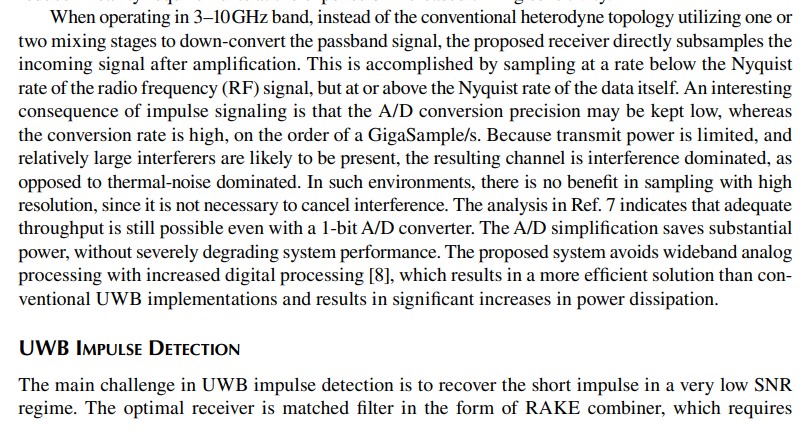 When operating in 3–10 GHz band, instead of the conventional heterodyne topology utilizing one or
two mixing stages to down-convert the passband signal, the proposed receiver directly subsamples the
incoming signal after amplification. This is accomplished by sampling at a rate below the Nyquist
rate of the radio frequency (RF) signal, but at or above the Nyquist rate of the data itself. An interesting
consequence of impulse signaling is that the A/D conversion precision may be kept low, whereas
the conversion rate is high, on the order of a GigaSample/s. Because transmit power is limited, and
relatively large interferers are likely to be present, the resulting channel is interference dominated, as
opposed to thermal-noise dominated. In such environments, there is no benefit in sampling with high
resolution, since it is not necessary to cancel interference. The analysis in Ref. 7 indicates that adequate
throughput is still possible even with a 1-bit A/D converter. The A/D simplification saves substantial
power, without severely degrading system performance. The proposed system avoids wideband analog
processing with increased digital processing [8], which results in a more efficient solution than con-
ventional UWB implementations and results in significant increases in power dissipation.
UWB IMPULSE DETECTION
The main challenge in UWB impulse detection is to recover the short impulse in a very low SNR
regime. The optimal receiver is matched filter in the form of RAKE combiner, which requires